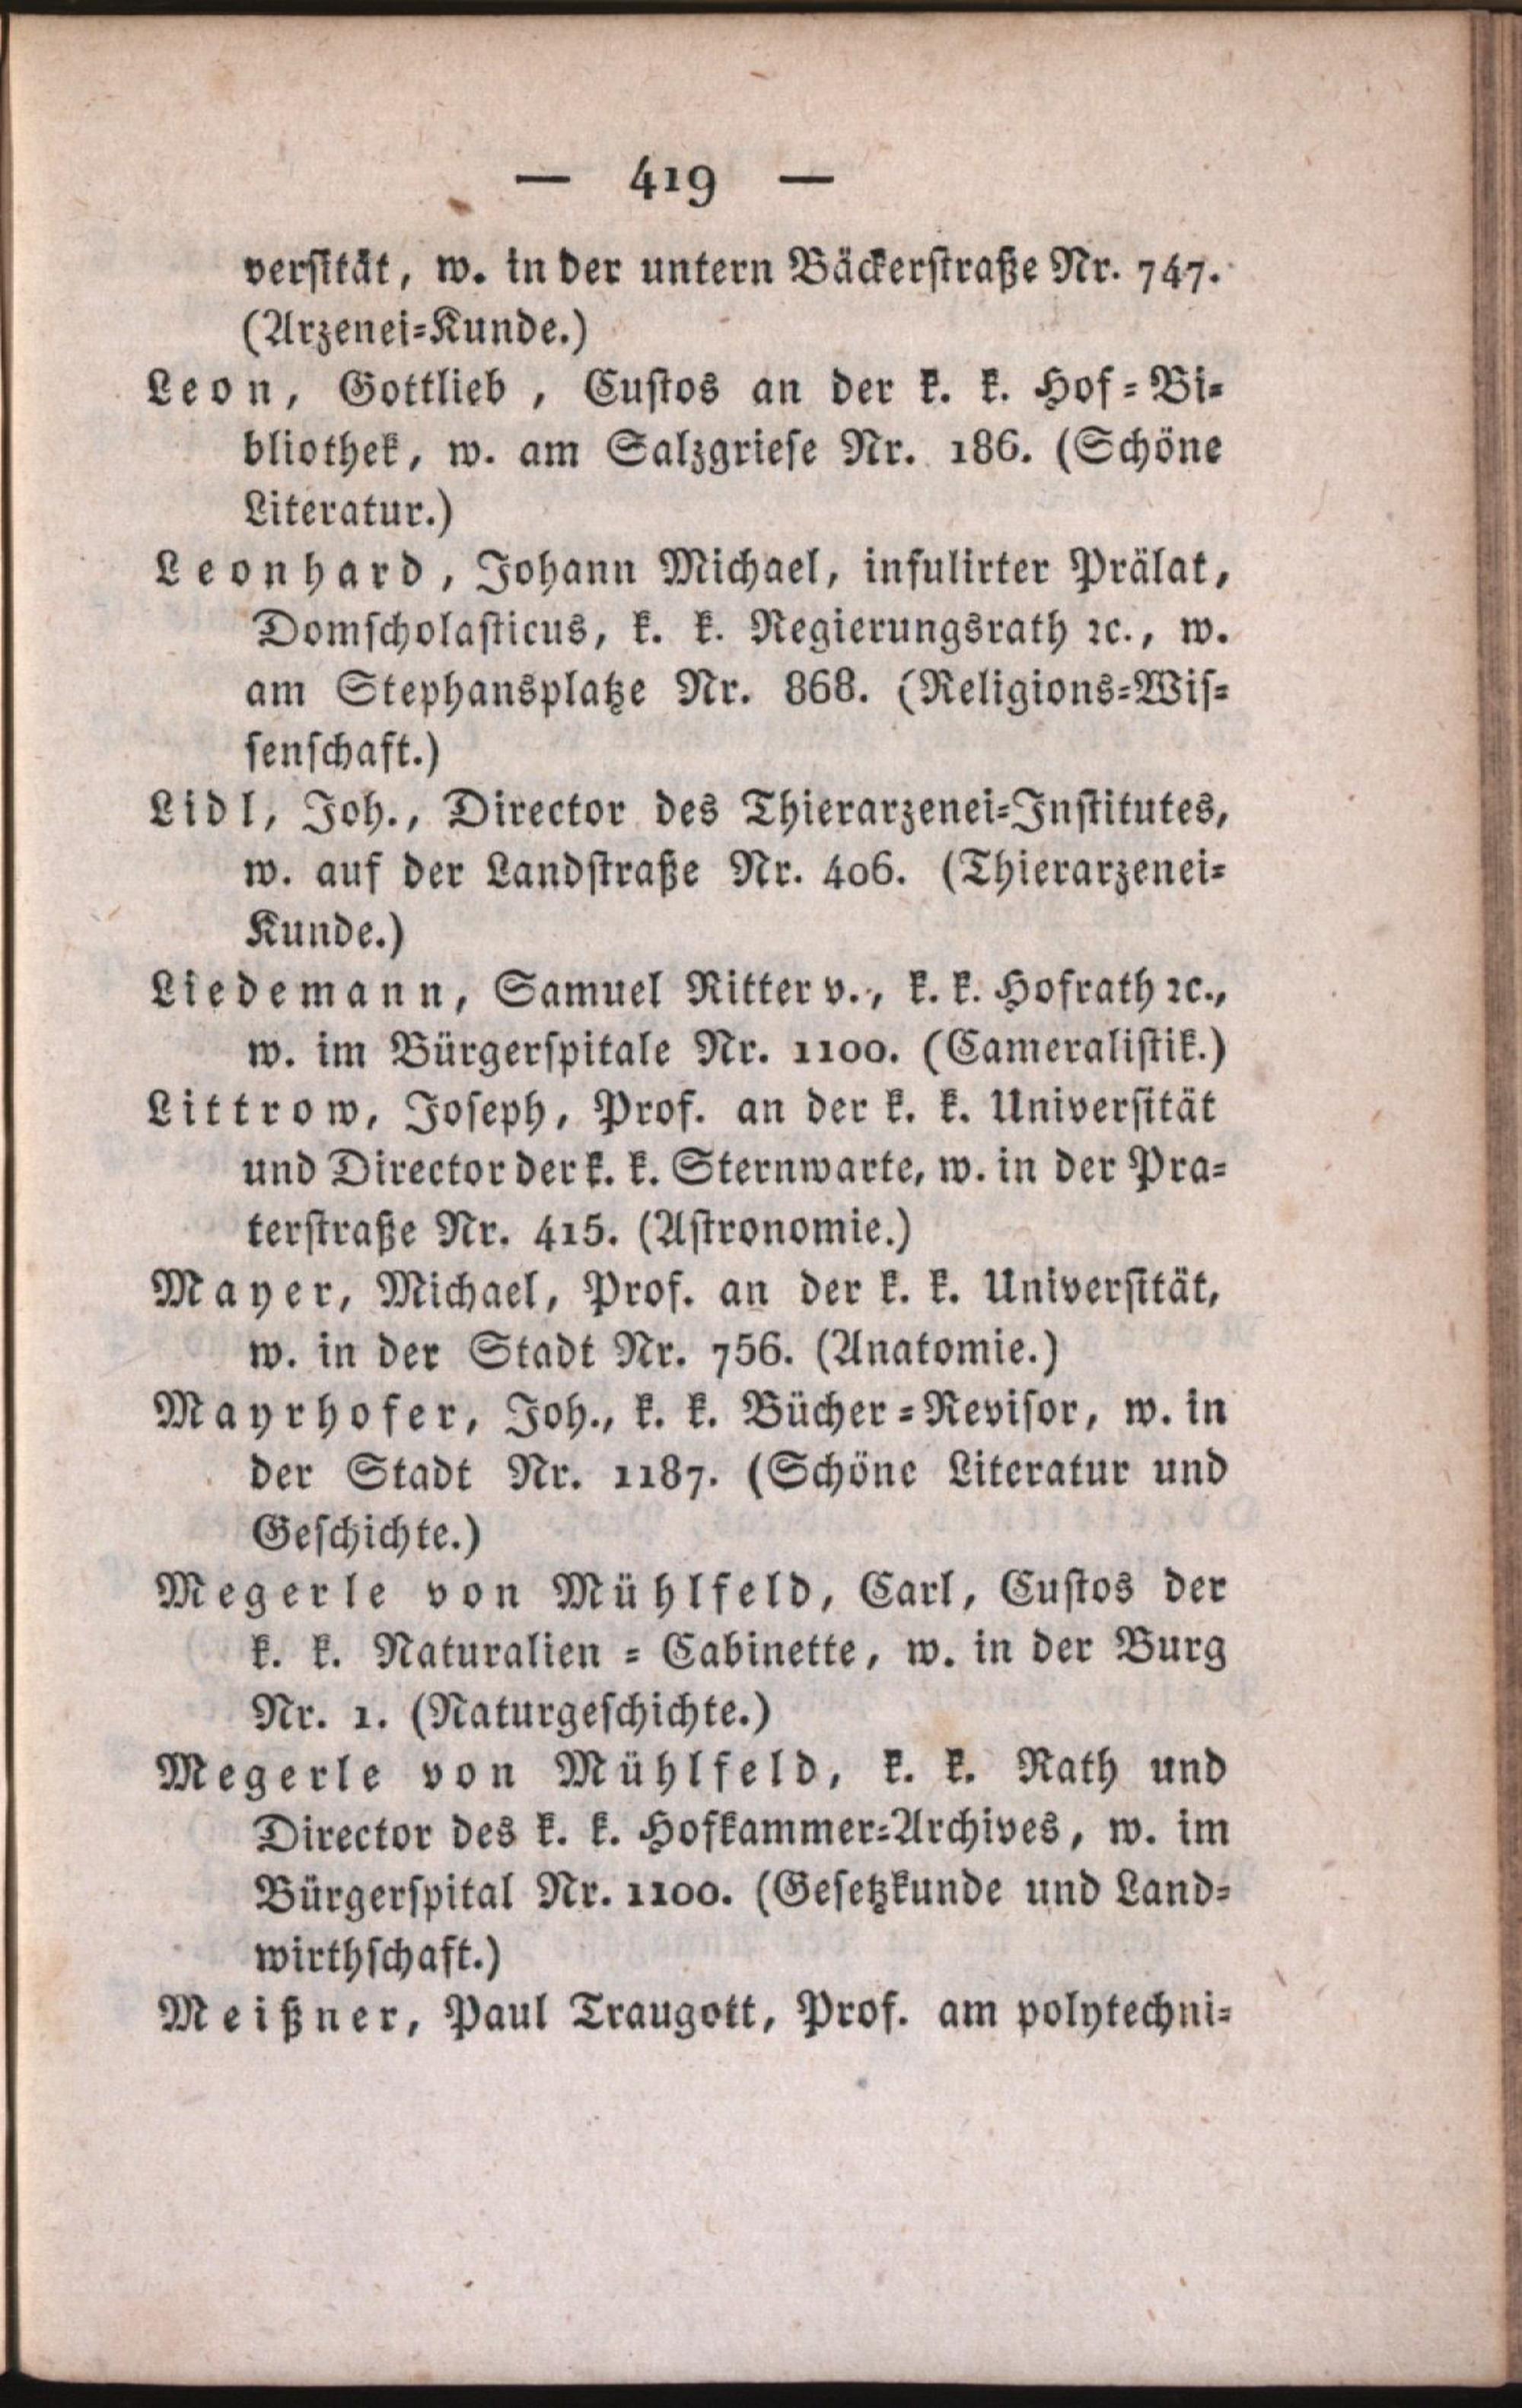 — 419 —
versität, w. in der untern Bäckerstraße Nr. 747.
(Arzenei-Kunde.)
Leon, Gottlieb, Custos an der k. k. Hof-Bi-
bliothek, w. am Salzgriese Nr. 186. (Schöne
Literatur.)
Leonhard, Johann Michael, infulirter Prälat,
Domscholasticus, k. k. Regierungsrath ꝛc., w.
am Stephansplatze Nr. 868. (Religions-Wis-
senschaft.)
Lidl, Joh., Director des Thierarzenei-Institutes,
w. auf der Landstraße Nr. 406. (Thierarzenei-
Kunde.)
Liedemann, Samuel Ritter v., k. k. Hofrath ꝛc.,
w. im Bürgerspitale Nr. 1100. (Cameralistik.)
Littrow, Joseph, Prof. an der k. k. Universität
und Director der k. k. Sternwarte, w. in der Pra-
terstraße Nr. 415. (Astronomie.)
Mayer, Michael, Prof. an der k. k. Universität,
w. in der Stadt Nr. 756. (Anatomie.)
Mayrhofer, Joh., k. k. Bücher-Revisor, w. in
der Stadt Nr. 1187. (Schöne Literatur und
Geschichte.)
Megerle von Mühlfeld, Carl, Custos der
k. k. Naturalien-Cabinette, w. in der Burg
Nr. 1. (Naturgeschichte.)
Megerle von Mühlfeld, k. k. Rath und
Director des k. k. Hofkammer-Archives, w. im
Bürgerspital Nr. 1100. (Gesetzkunde und Land-
wirthschaft.)
Meißner, Paul Traugott, Prof. am polytechni-